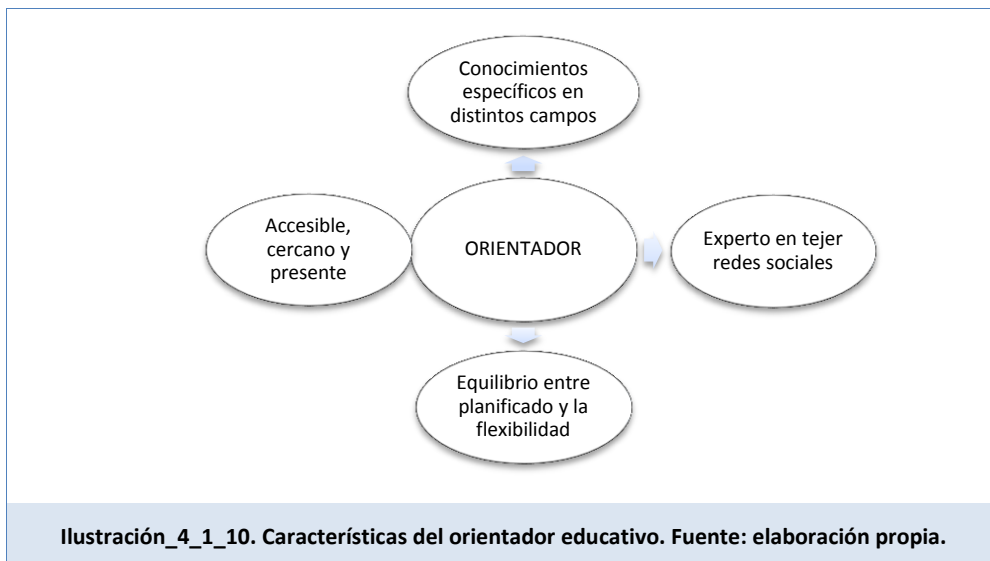 Conocimientos
específicos en
distintos campos
Accesible,
cercano y
presente
ORIENTADOR
Experto en tejer
redes sociales
Equilibrio entre
planificado y la
flexibilidad
Ilustración_4_1_10. Características del orientador educativo. Fuente: elaboración propia.